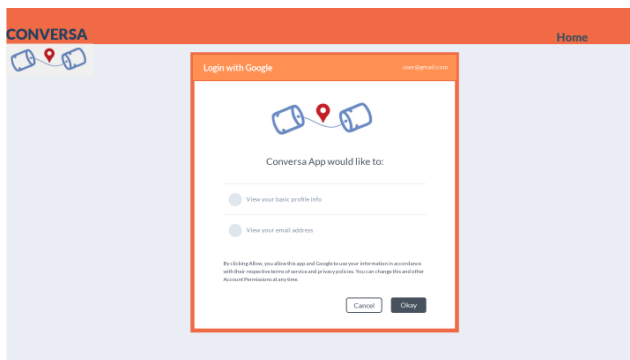 CONVERSA
Home
Login with Google
user@gmail.com
Conversa App would like to:
View your basic profile info
View your email address
By clicking Allow, you allow this app and Google to use your information in accordance
with their respective terms of service and privacy policies. You can change this and other
Account Permissions at any time.
Cancel
Okay